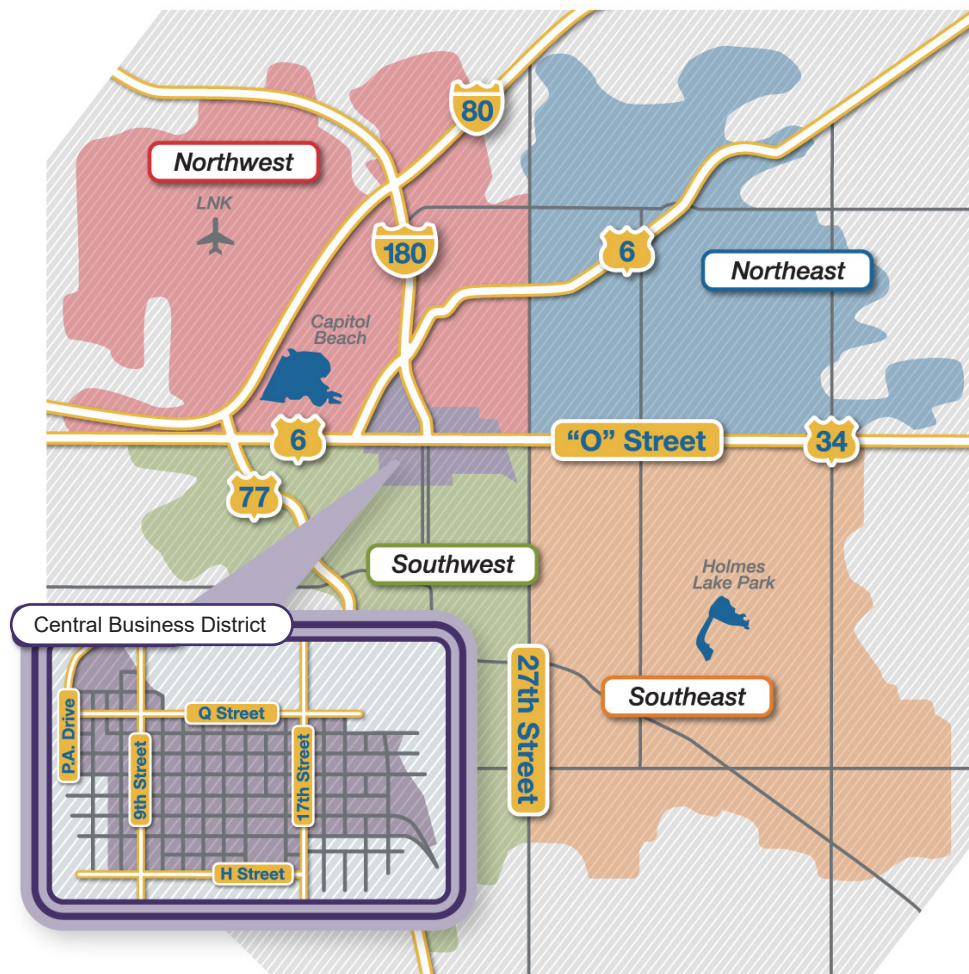 80
Northwest
LNK
180
6
Northeast
Capitol
Beach
6
"O" Street
34
77
Southwest
Holmes
Lake Park
Central Business District
27th Street
Southeast
P.A. Drive
Q Street
9th Street
17th Street
H Street